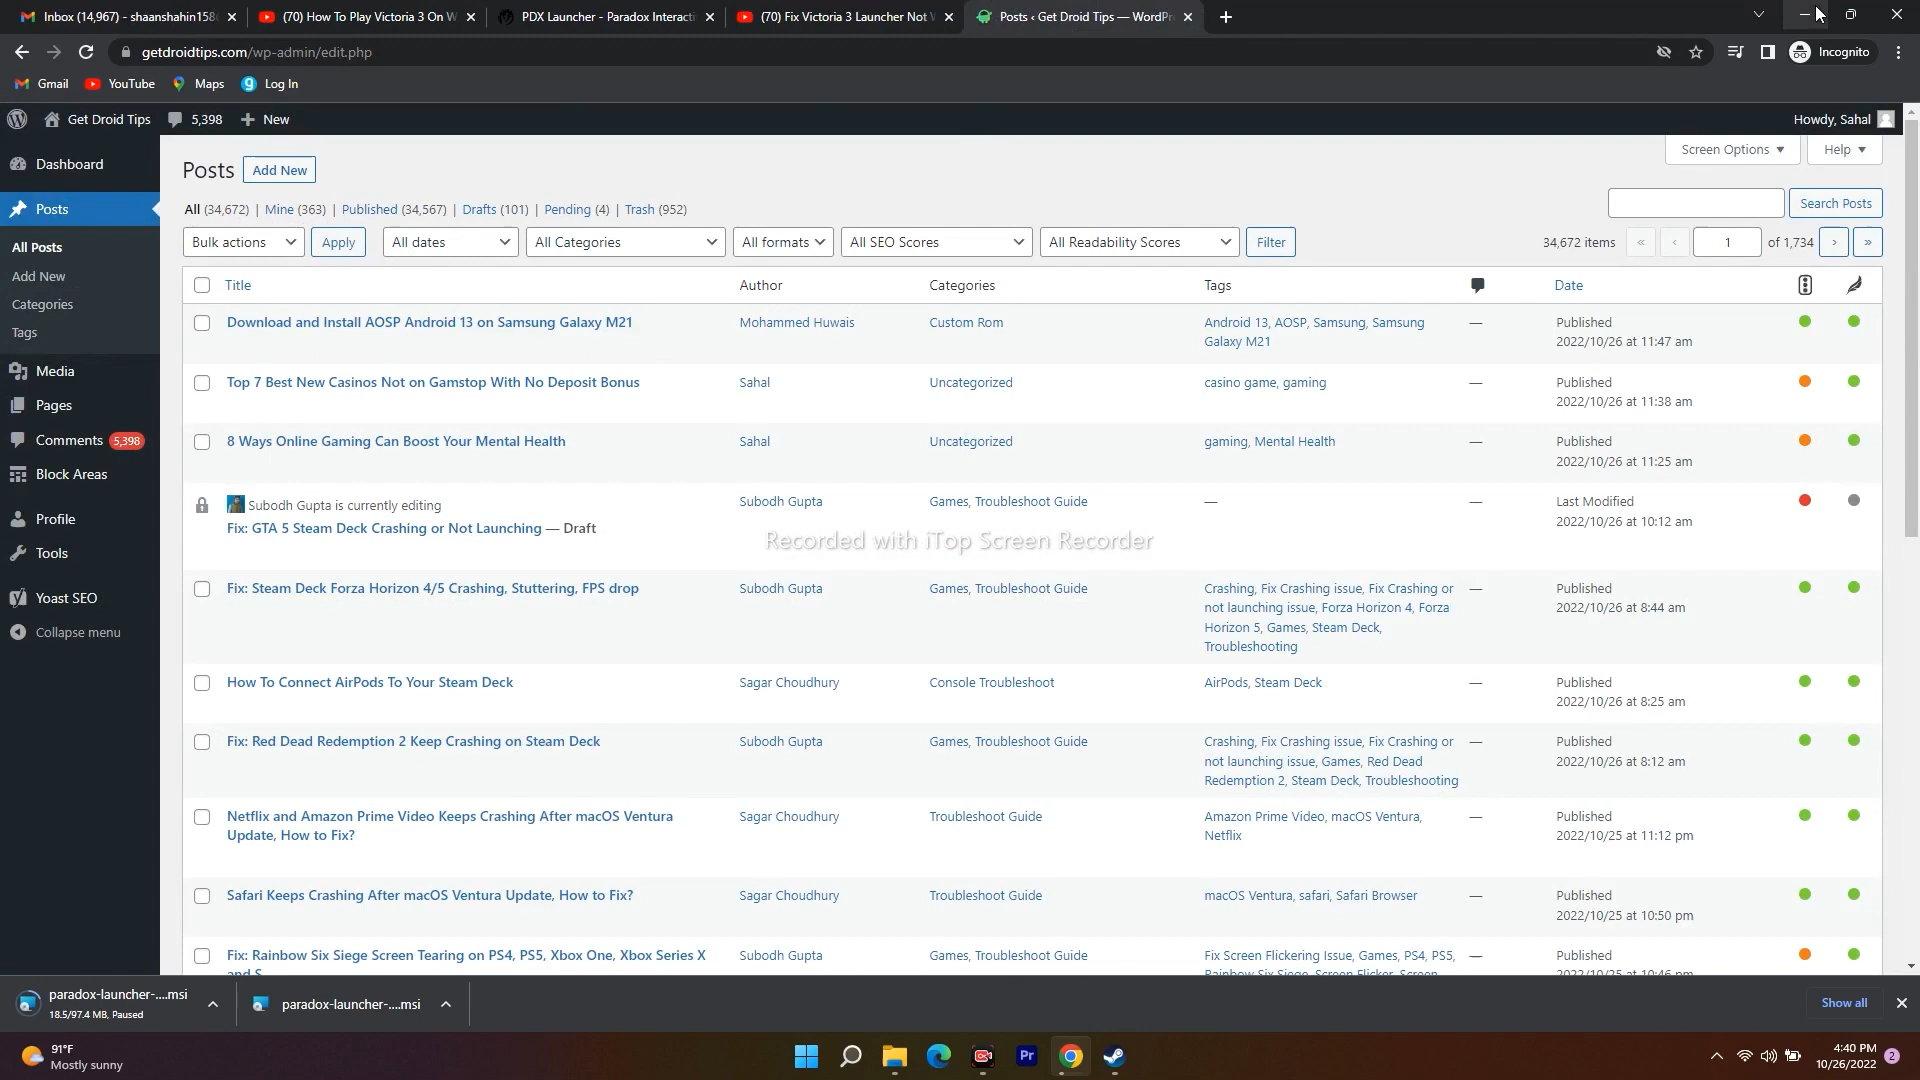 Inbox (14,967) - shaanshahin158
(70) How To Play Victoria 3 On W
PDX Launcher - Paradox Interacti
(70) Fix Victoria 3 Launcher Not W
Posts ‹ Get Droid Tips — WordPr
getdroidtips.com/wp-admin/edit.php
Incognito
Gmail
YouTube
Maps
Log In
Get Droid Tips
5,398
New
Howdy, Sahal
Dashboard
Posts
All Posts
Add New
Categories
Tags
Media
Pages
Comments 5,398
Block Areas
Profile
Tools
Yoast SEO
Collapse menu
Posts Add New
Screen Options
Help
All (34,672) | Mine (363) | Published (34,567) | Drafts (101) | Pending (4) | Trash (952)
Search Posts
Bulk actions Apply All dates All Categories All formats All SEO Scores All Readability Scores Filter
34,672 items « ‹ 1 of 1,734 › »
Title Author Categories Tags Date
Download and Install AOSP Android 13 on Samsung Galaxy M21
Mohammed Huwais
Custom Rom
Android 13, AOSP, Samsung, Samsung
Galaxy M21
—
Published
2022/10/26 at 11:47 am
Top 7 Best New Casinos Not on Gamstop With No Deposit Bonus
Sahal
Uncategorized
casino game, gaming
—
Published
2022/10/26 at 11:38 am
8 Ways Online Gaming Can Boost Your Mental Health
Sahal
Uncategorized
gaming, Mental Health
—
Published
2022/10/26 at 11:25 am
Subodh Gupta is currently editing
Fix: GTA 5 Steam Deck Crashing or Not Launching — Draft
Subodh Gupta
Games, Troubleshoot Guide
—
—
Last Modified
2022/10/26 at 10:12 am
Recorded with iTop Screen Recorder
Fix: Steam Deck Forza Horizon 4/5 Crashing, Stuttering, FPS drop
Subodh Gupta
Games, Troubleshoot Guide
Crashing, Fix Crashing issue, Fix Crashing or
not launching issue, Forza Horizon 4, Forza
Horizon 5, Games, Steam Deck,
Troubleshooting
—
Published
2022/10/26 at 8:44 am
How To Connect AirPods To Your Steam Deck
Sagar Choudhury
Console Troubleshoot
AirPods, Steam Deck
—
Published
2022/10/26 at 8:25 am
Fix: Red Dead Redemption 2 Keep Crashing on Steam Deck
Subodh Gupta
Games, Troubleshoot Guide
Crashing, Fix Crashing issue, Fix Crashing or
not launching issue, Games, Red Dead
Redemption 2, Steam Deck, Troubleshooting
—
Published
2022/10/26 at 8:12 am
Netflix and Amazon Prime Video Keeps Crashing After macOS Ventura
Update, How to Fix?
Sagar Choudhury
Troubleshoot Guide
Amazon Prime Video, macOS Ventura,
Netflix
—
Published
2022/10/25 at 11:12 pm
Safari Keeps Crashing After macOS Ventura Update, How to Fix?
Sagar Choudhury
Troubleshoot Guide
macOS Ventura, safari, Safari Browser
—
Published
2022/10/25 at 10:50 pm
Fix: Rainbow Six Siege Screen Tearing on PS4, PS5, Xbox One, Xbox Series X
and S
Subodh Gupta
Games, Troubleshoot Guide
Fix Screen Flickering Issue, Games, PS4, PS5,
Rainbow Six Siege, Screen Flicker, Screen
—
Published
2022/10/25 at 10:46 pm
paradox-launcher-....msi
18.5/97.4 MB, Paused
paradox-launcher-....msi
Show all
91°F
Mostly sunny
Pr
4:40 PM
10/26/2022
2